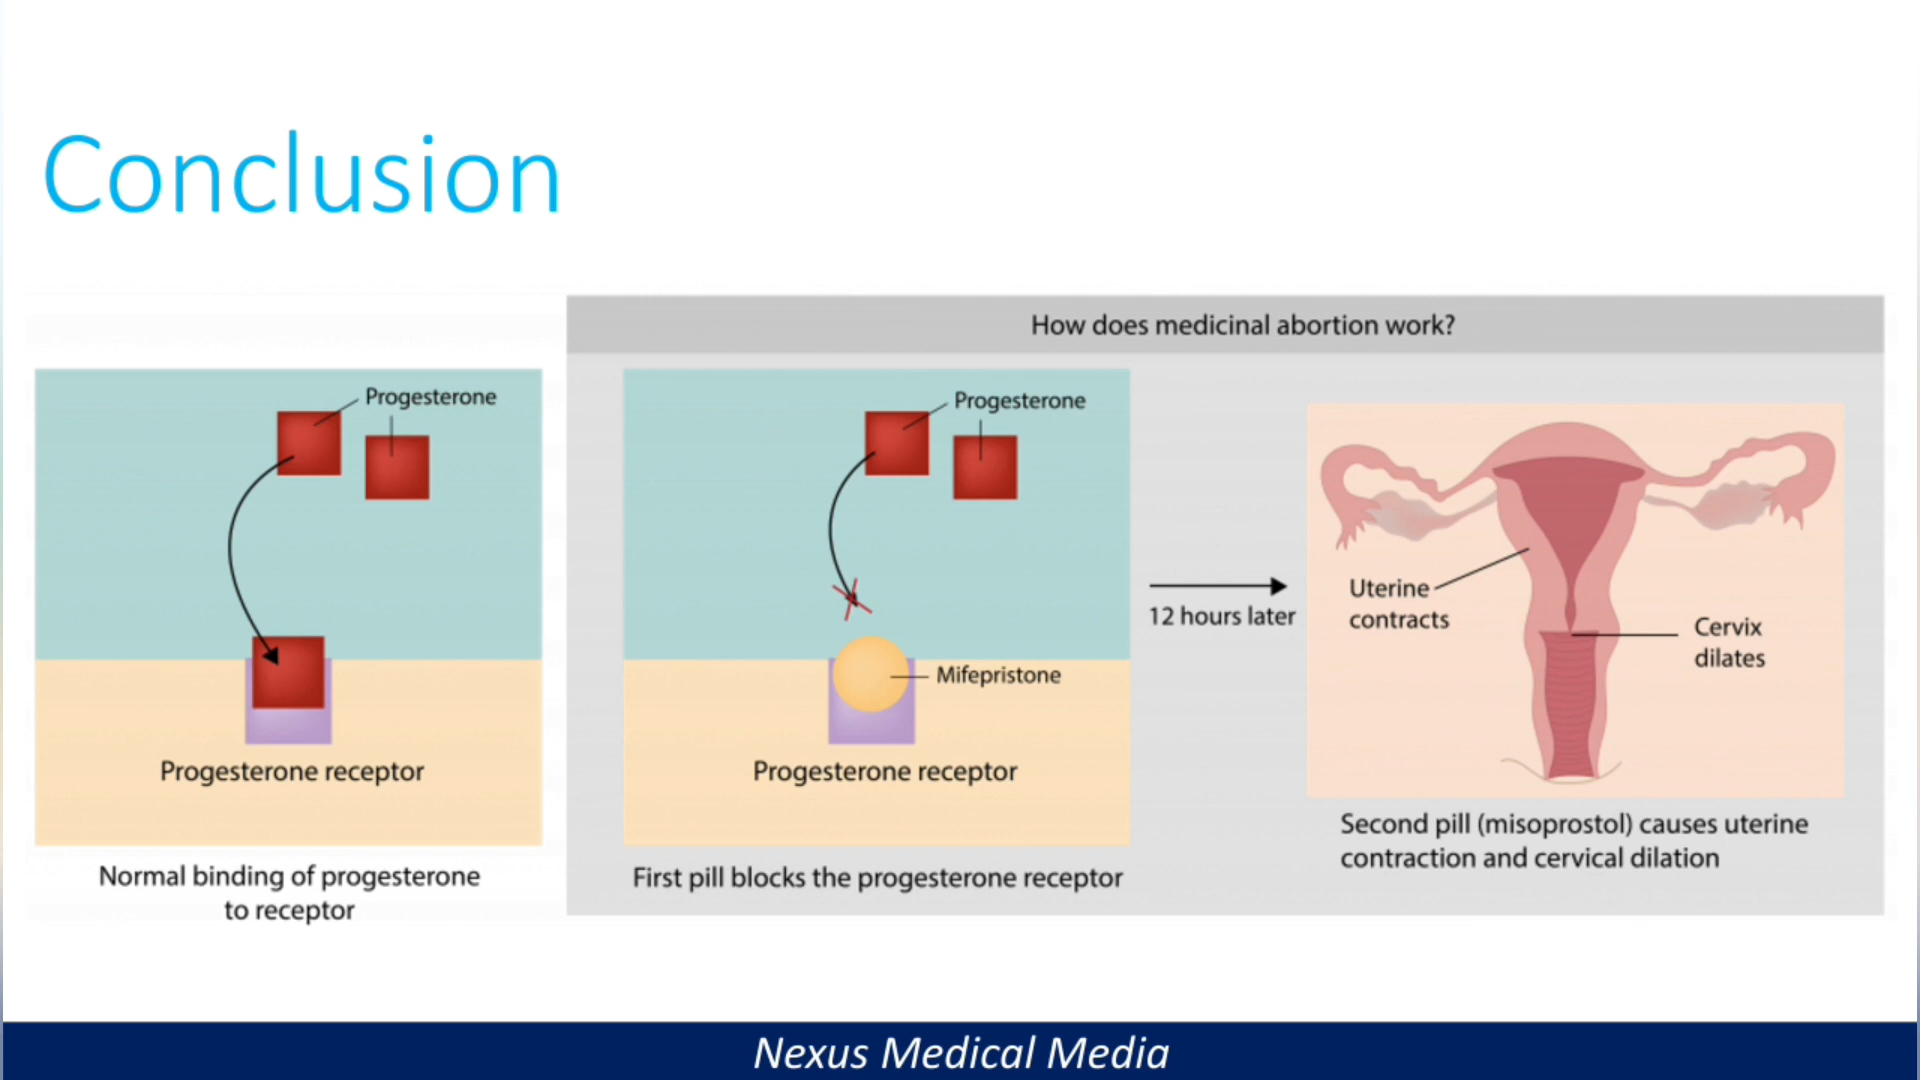 Conclusion
How does medicinal abortion work?
Progesterone
Progesterone receptor
Normal binding of progesterone
to receptor
Progesterone
Mifepristone
Progesterone receptor
First pill blocks the progesterone receptor
12 hours later
Uterine
contracts
Cervix
dilates
Second pill (misoprostol) causes uterine
contraction and cervical dilation
Nexus Medical Media